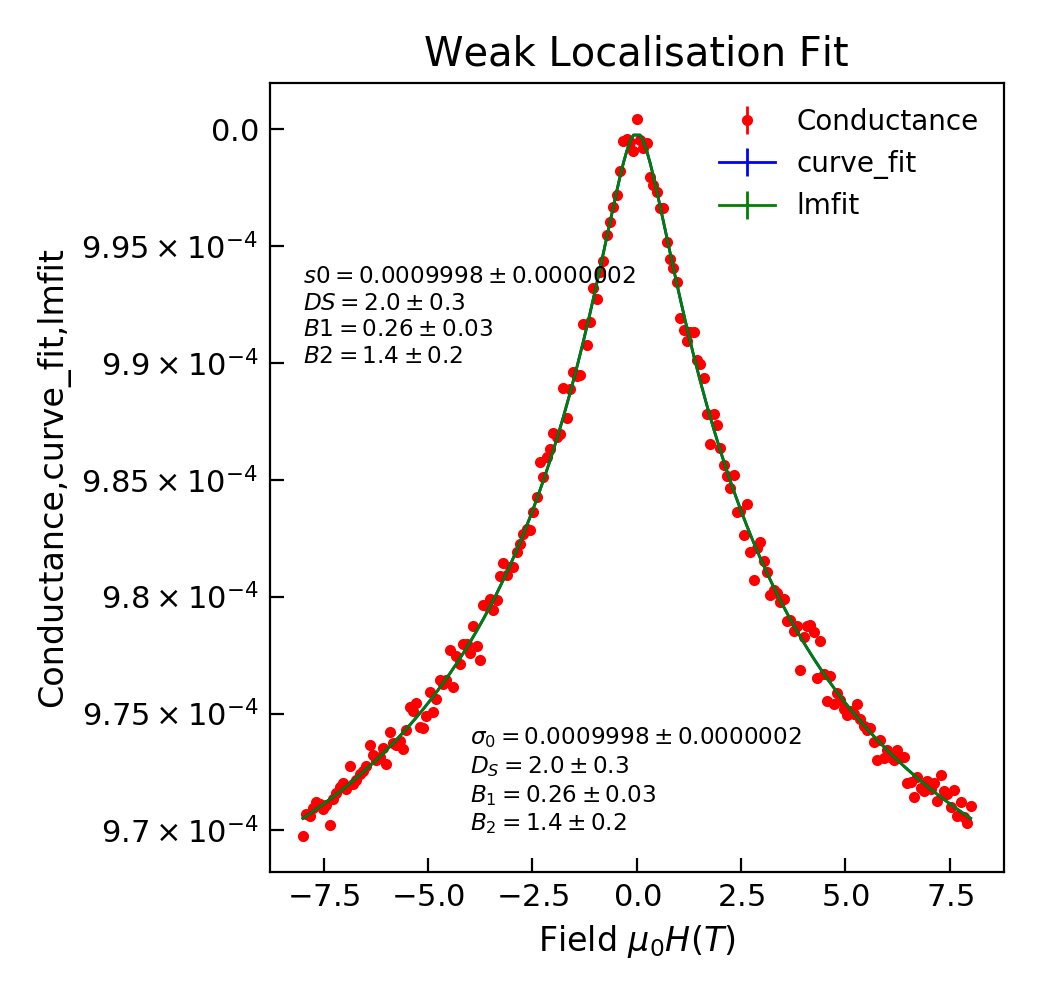 Weak Localisation Fit
Conductance
curve_fit
lmfit
0.0
9.95 × 10⁻⁴
9.9 × 10⁻⁴
9.85 × 10⁻⁴
9.8 × 10⁻⁴
9.75 × 10⁻⁴
9.7 × 10⁻⁴
Conductance,curve_fit,lmfit
s0 = 0.0009998 ± 0.0000002
DS = 2.0 ± 0.3
B1 = 0.26 ± 0.03
B2 = 1.4 ± 0.2
σ₀ = 0.0009998 ± 0.0000002
D_S = 2.0 ± 0.3
B₁ = 0.26 ± 0.03
B₂ = 1.4 ± 0.2
−7.5 −5.0 −2.5 0.0 2.5 5.0 7.5
Field μ₀H(T)